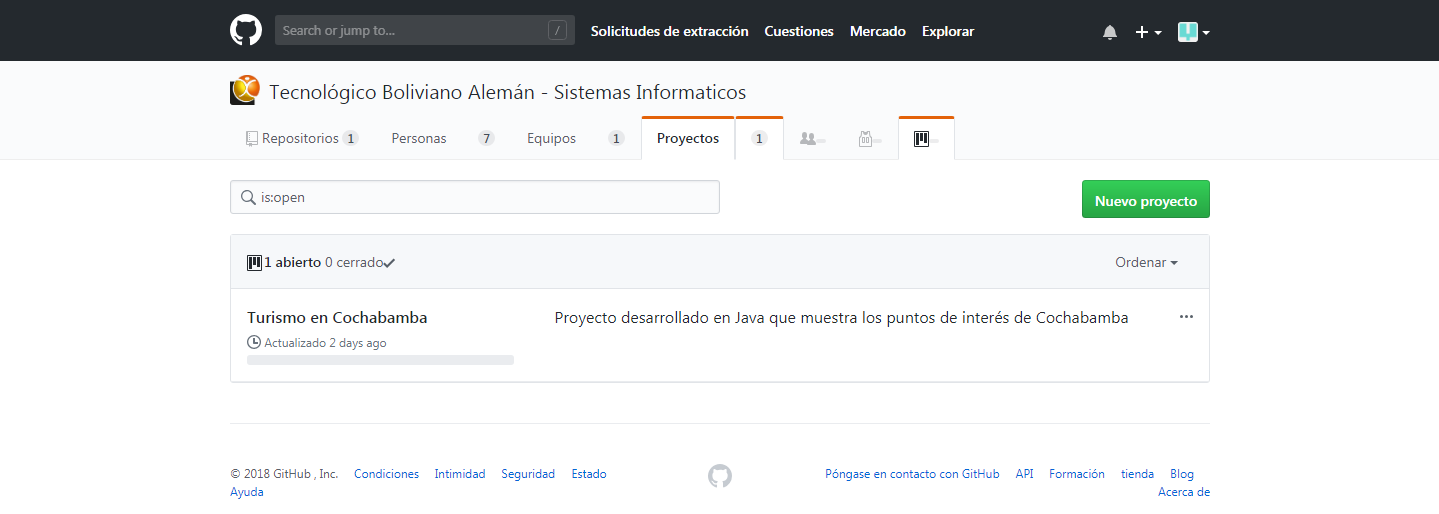 Search or jump to... / Solicitudes de extracción Cuestiones Mercado Explorar
Tecnológico Boliviano Alemán - Sistemas Informaticos
Repositorios 1 Personas 7 Equipos 1 Proyectos 1
is:open Nuevo proyecto
1 abierto 0 cerrado Ordenar
Turismo en Cochabamba Proyecto desarrollado en Java que muestra los puntos de interés de Cochabamba
Actualizado 2 days ago
© 2018 GitHub , Inc. Condiciones Intimidad Seguridad Estado Póngase en contacto con GitHub API Formación tienda Blog
Ayuda Acerca de